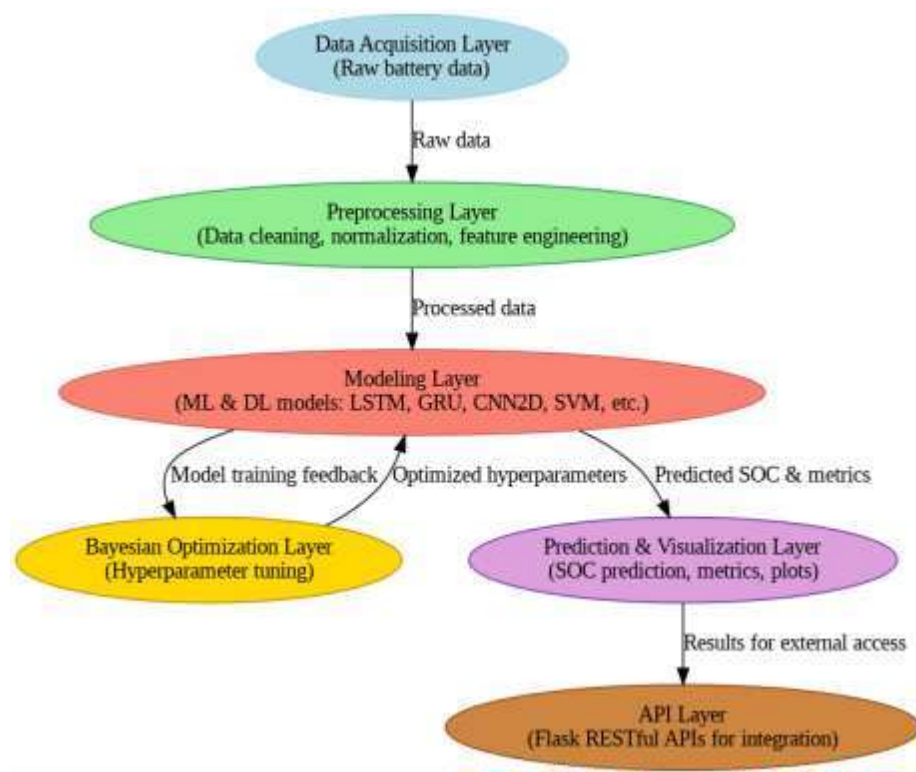 Data Acquisition Layer
(Raw battery data)
Raw data
Preprocessing Layer
(Data cleaning, normalization, feature engineering)
Processed data
Modeling Layer
(ML & DL models: LSTM, GRU, CNN2D, SVM, etc.)
Model training feedback
Optimized hyperparameters
Predicted SOC & metrics
Bayesian Optimization Layer
(Hyperparameter tuning)
Prediction & Visualization Layer
(SOC prediction, metrics, plots)
Results for external access
API Layer
(Flask RESTful APIs for integration)